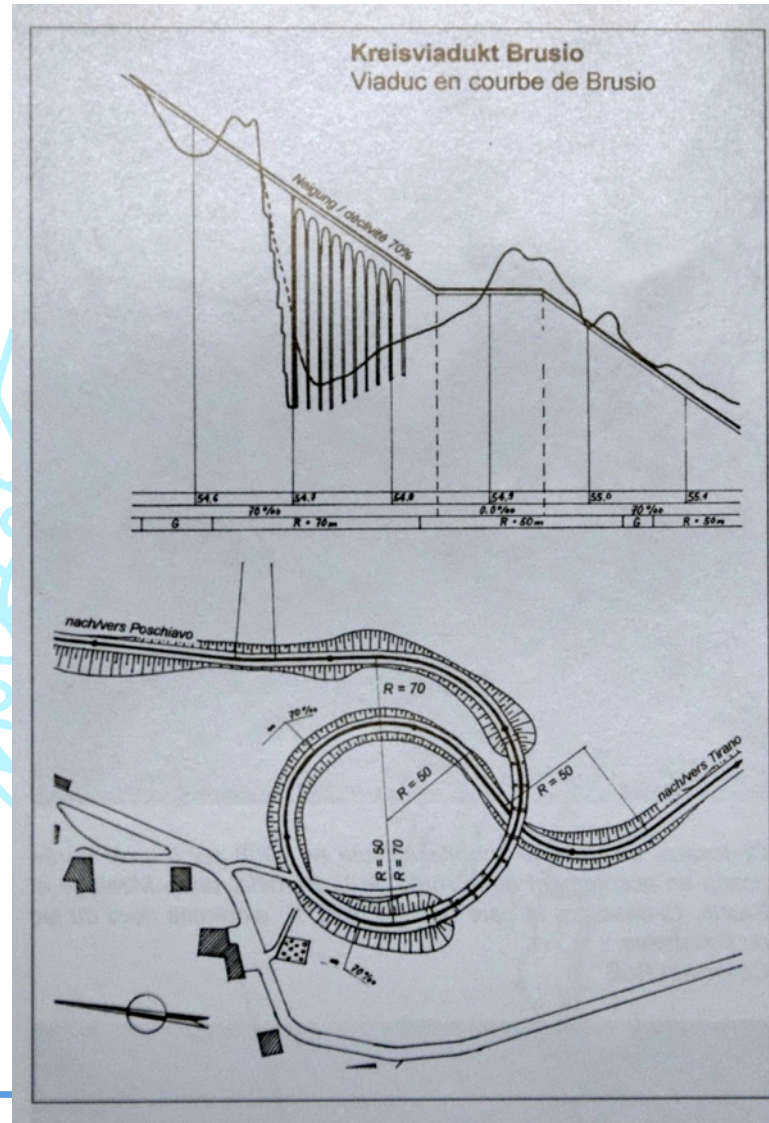 Kreisviadukt Brusio
Viaduc en courbe de Brusio
Neigung / déclivité 70%
54.6 54.7 54.8 54.9 55.0 55.1
70 ‰ 0.0 ‰ 70 ‰
G R = 70m R = 50m G R = 50m
nach/vers Poschiavo
R = 70
70‰
R = 50
R = 50
nach/vers Tirano
R = 50
R = 70
70‰